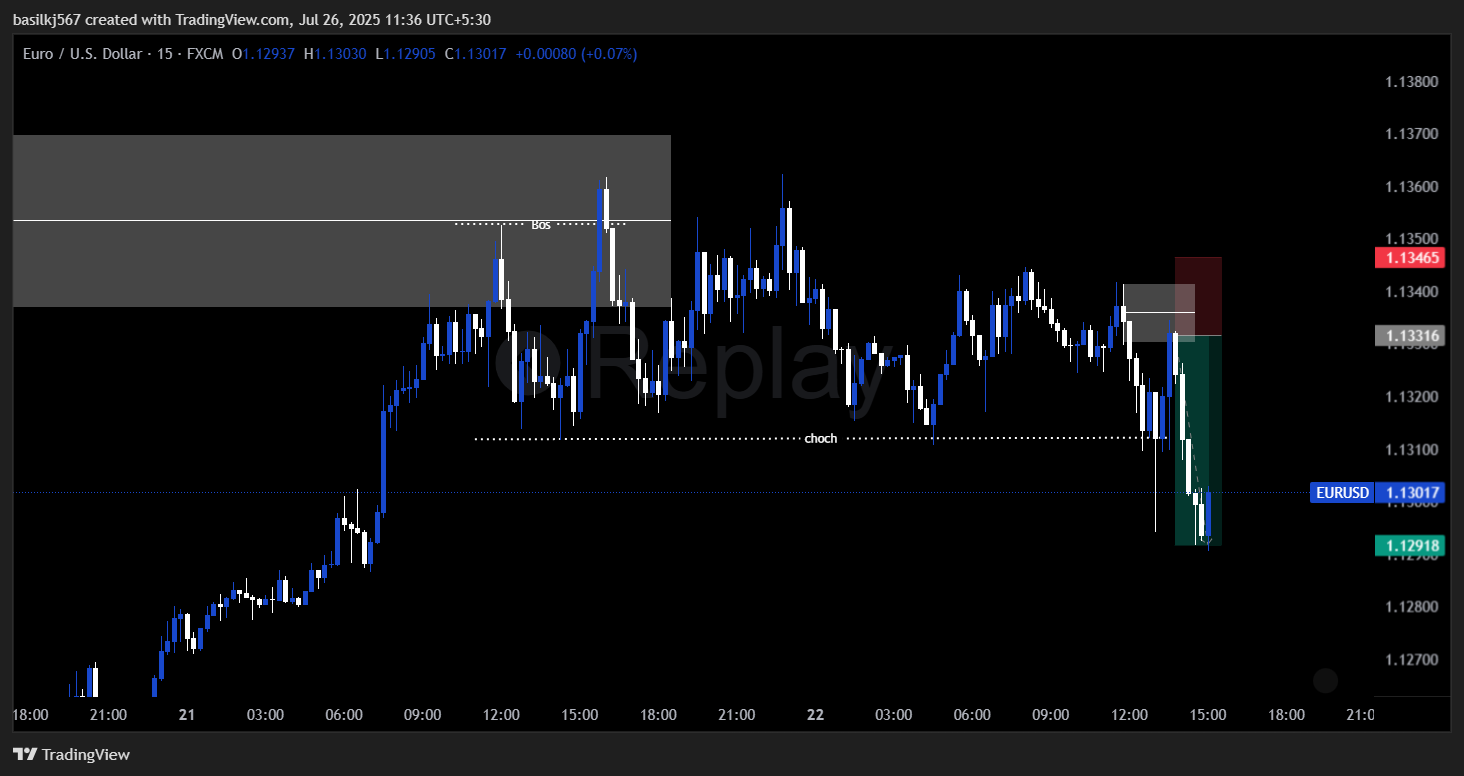 basilkj567 created with TradingView.com, Jul 26, 2025 11:36 UTC+5:30
Euro / U.S. Dollar · 15 · FXCM O1.12937 H1.13030 L1.12905 C1.13017 +0.00080 (+0.07%)
1.13800
1.13700
1.13600
Bos
1.13500
1.13465
1.13400
1.13316
Replay
1.13200
choch
1.13100
EURUSD 1.13017
1.12918
1.12800
1.12700
18:00 21:00 21 03:00 06:00 09:00 12:00 15:00 18:00 21:00 22 03:00 06:00 09:00 12:00 15:00 18:00
TradingView